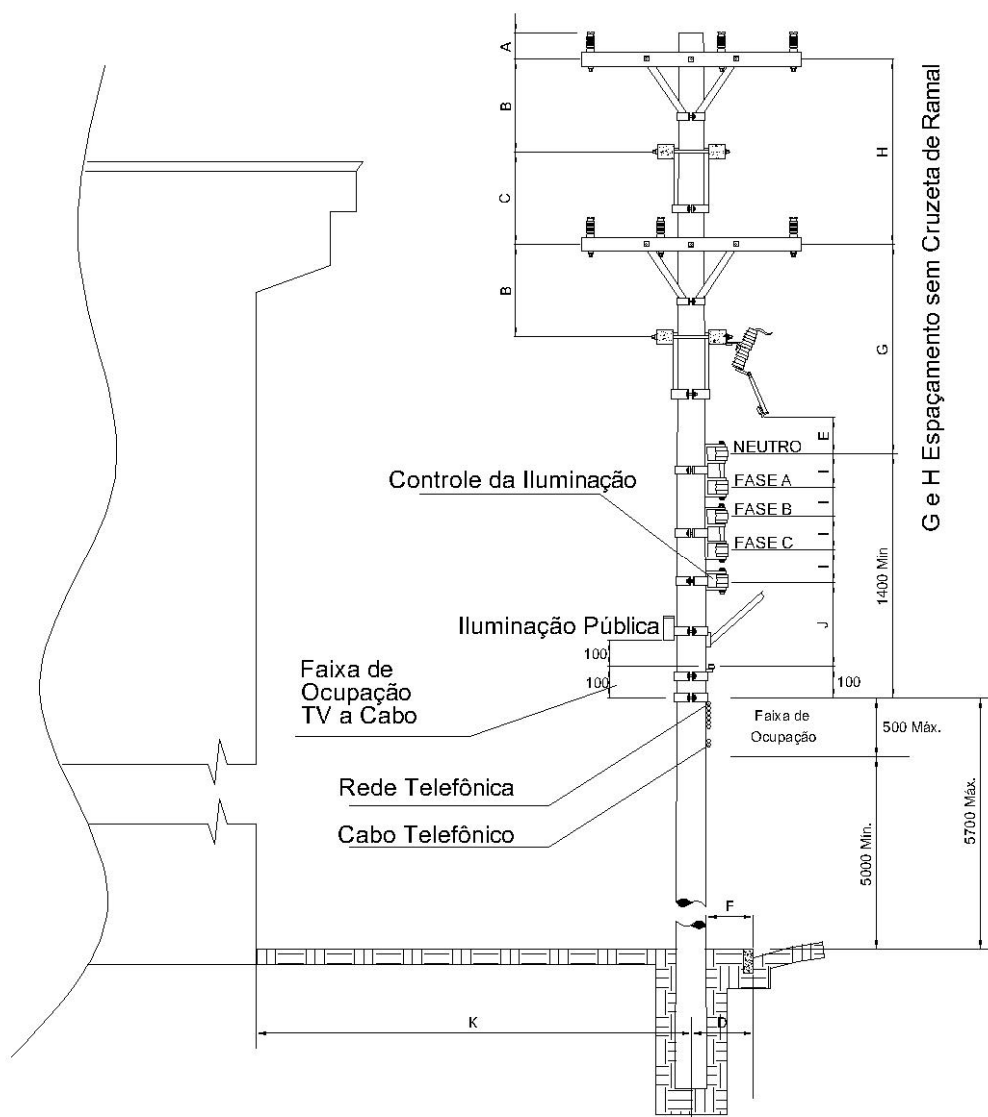 A
B
C
B
H
G
G e H Espaçamento sem Cruzeta de Ramal
E
NEUTRO
I
FASE A
I
FASE B
I
FASE C
I
Controle da Iluminação
1400 Min
J
Iluminação Pública
100
100
100
Faixa de
Ocupação
TV a Cabo
Faixa de
Ocupação
500 Máx.
Rede Telefônica
Cabo Telefônico
5000 Mín.
5700 Máx.
F
K
D